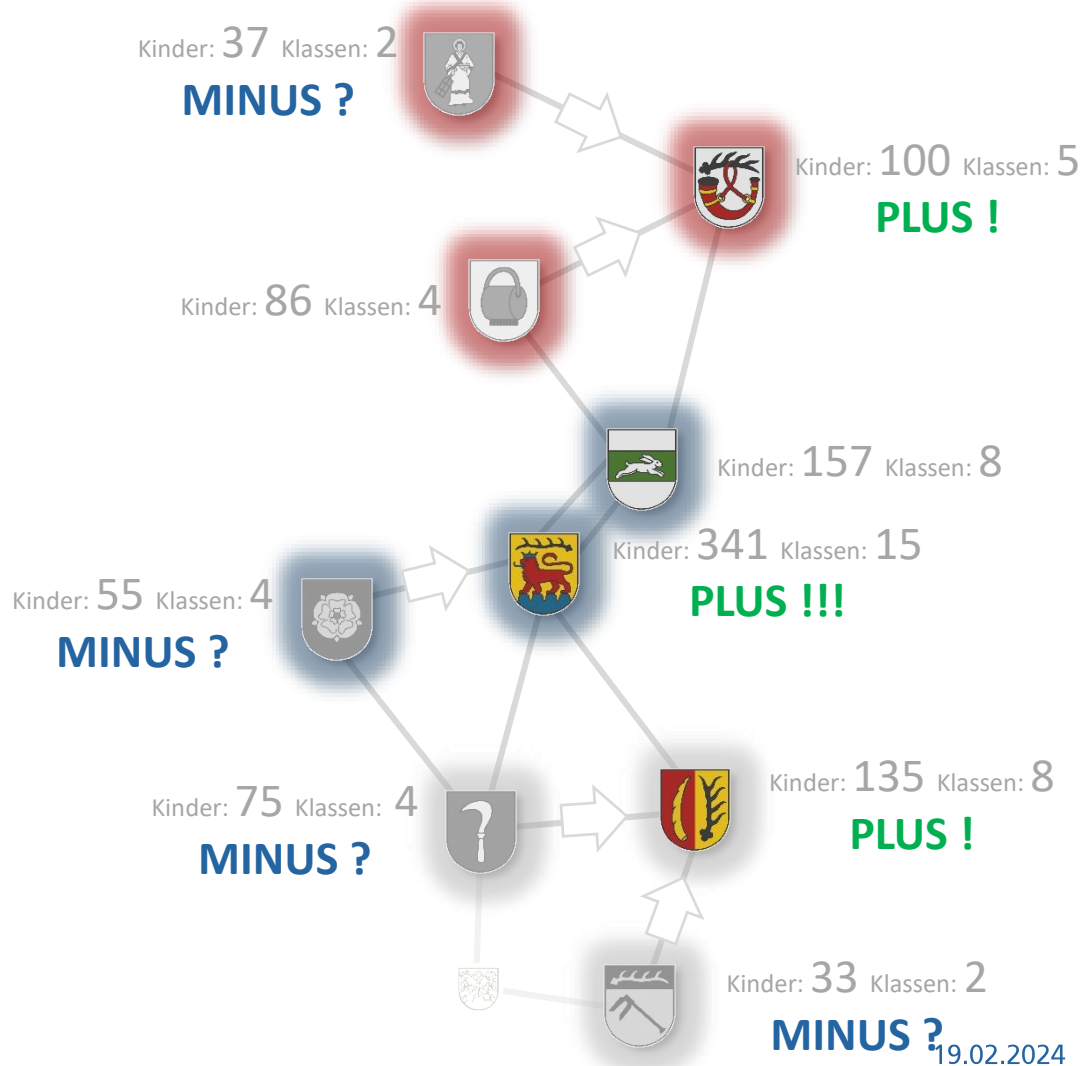 Kinder: 37 Klassen: 2
MINUS ?
Kinder: 100 Klassen: 5
PLUS !
Kinder: 86 Klassen: 4
Kinder: 157 Klassen: 8
Kinder: 341 Klassen: 15
PLUS !!!
Kinder: 55 Klassen: 4
MINUS ?
Kinder: 75 Klassen: 4
MINUS ?
Kinder: 135 Klassen: 8
PLUS !
Kinder: 33 Klassen: 2
MINUS ?
19.02.2024